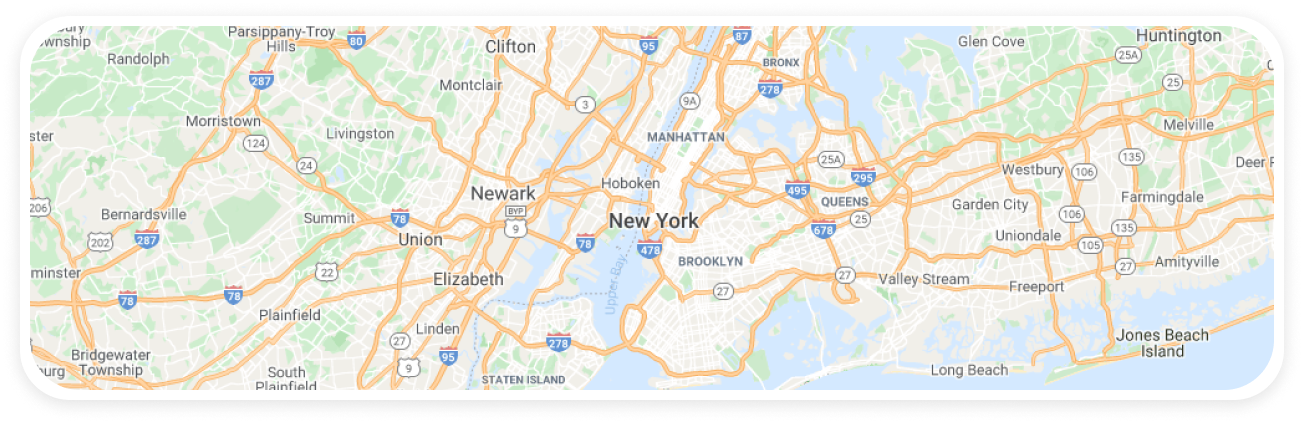 ownship
Parsippany-Troy
Hills
80
Clifton
95
87
Glen Cove
Huntington
Randolph
287
BRONX
278
25A
25
Montclair
3
9A
Morristown
124
Livingston
MANHATTAN
Melville
ster
24
25A
135
Deer
Westbury
106
Newark
Hoboken
495
295
206
Bernardsville
Summit
78
BYP
9
New York
QUEENS
25
Garden City
Farmingdale
106
202
287
Union
78
478
678
Uniondale
135
105
minster
22
Elizabeth
Upper Bay
BROOKLYN
27
Valley Stream
27
Amityville
78
78
27
Freeport
Plainfield
Linden
27
95
9
278
Jones Beach
Island
Bridgewater
Township
urg
South
Plainfield
STATEN ISLAND
Long Beach